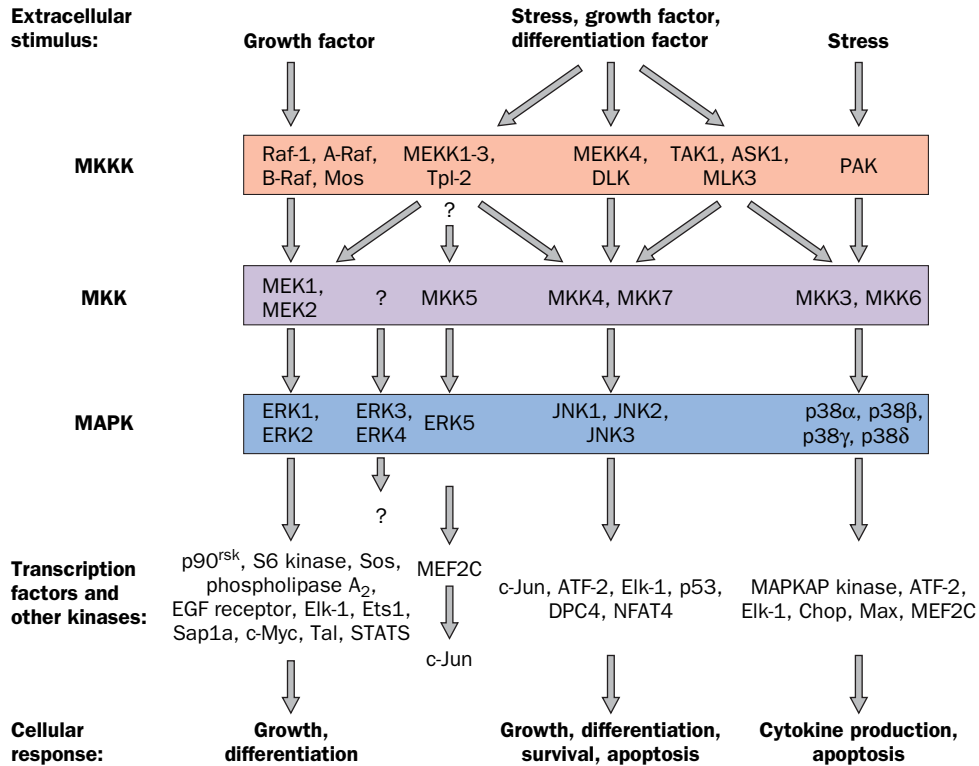 Extracellular
stimulus:
Growth factor
Stress, growth factor,
differentiation factor
Stress
MKKK
Raf-1, A-Raf,
B-Raf, Mos
MEKK1-3,
Tpl-2
MEKK4,
DLK
TAK1, ASK1,
MLK3
PAK
?
MKK
MEK1,
MEK2
?
MKK5
MKK4, MKK7
MKK3, MKK6
MAPK
ERK1,
ERK2
ERK3,
ERK4
ERK5
JNK1, JNK2,
JNK3
p38α, p38β,
p38γ, p38δ
?
Transcription
factors and
other kinases:
p90rsk, S6 kinase, Sos,
phospholipase A2,
EGF receptor, Elk-1, Ets1,
Sap1a, c-Myc, Tal, STATS
MEF2C
c-Jun
c-Jun, ATF-2, Elk-1, p53,
DPC4, NFAT4
MAPKAP kinase, ATF-2,
Elk-1, Chop, Max, MEF2C
Cellular
response:
Growth,
differentiation
Growth, differentiation,
survival, apoptosis
Cytokine production,
apoptosis